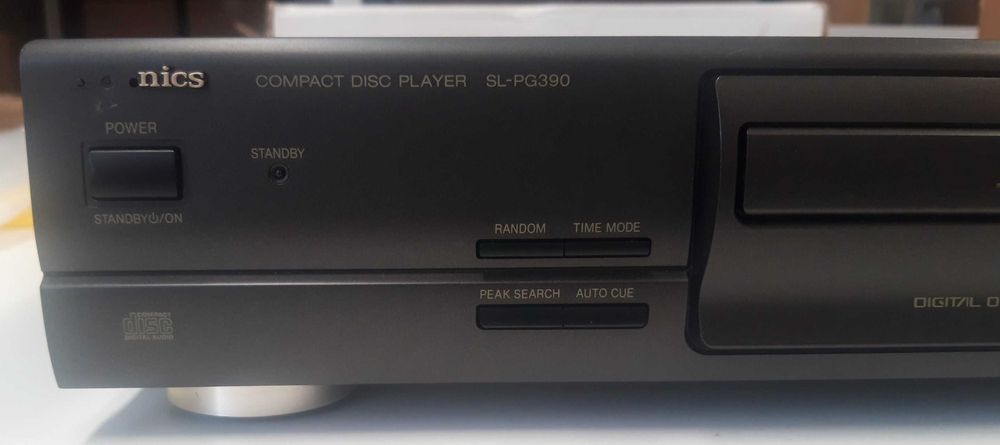 nics COMPACT DISC PLAYER SL-PG390
POWER
STANDBY⏻/ON
STANDBY
RANDOM TIME MODE
PEAK SEARCH AUTO CUE
COMPACT
disc
DIGITAL AUDIO
DIGITAL O